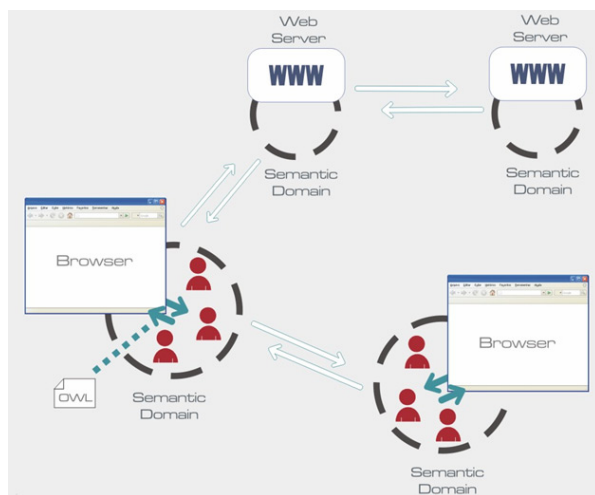 Web
Server
Web
Server
WWW
WWW
Semantic
Domain
Semantic
Domain
Browser
Browser
OWL
Semantic
Domain
Semantic
Domain